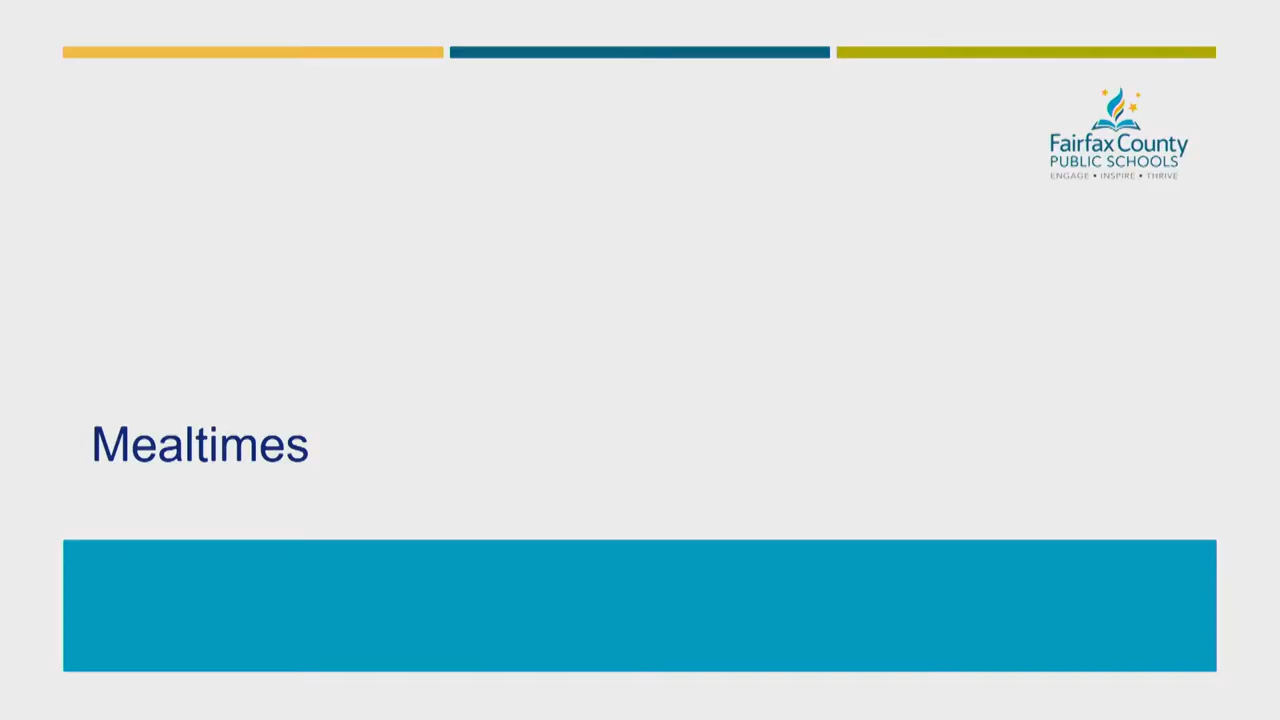 Fairfax County
PUBLIC SCHOOLS
ENGAGE • INSPIRE • THRIVE
Mealtimes